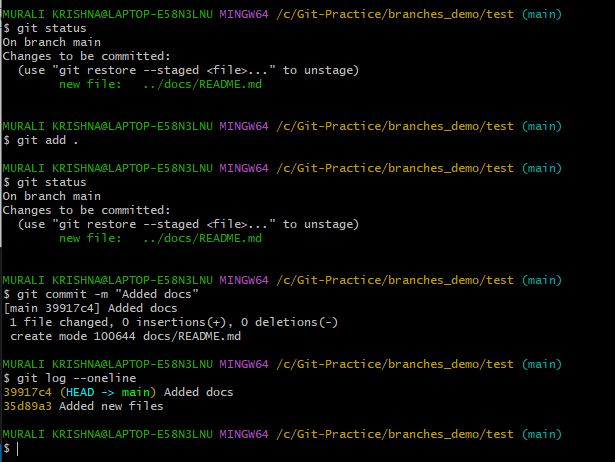 MURALI KRISHNA@LAPTOP-E58N3LNU MINGW64 /c/Git-Practice/branches_demo/test (main)
$ git status
On branch main
Changes to be committed:
  (use "git restore --staged <file>..." to unstage)
        new file:   ../docs/README.md

MURALI KRISHNA@LAPTOP-E58N3LNU MINGW64 /c/Git-Practice/branches_demo/test (main)
$ git add .

MURALI KRISHNA@LAPTOP-E58N3LNU MINGW64 /c/Git-Practice/branches_demo/test (main)
$ git status
On branch main
Changes to be committed:
  (use "git restore --staged <file>..." to unstage)
        new file:   ../docs/README.md

MURALI KRISHNA@LAPTOP-E58N3LNU MINGW64 /c/Git-Practice/branches_demo/test (main)
$ git commit -m "Added docs"
[main 39917c4] Added docs
 1 file changed, 0 insertions(+), 0 deletions(-)
 create mode 100644 docs/README.md

MURALI KRISHNA@LAPTOP-E58N3LNU MINGW64 /c/Git-Practice/branches_demo/test (main)
$ git log --oneline
39917c4 (HEAD -> main) Added docs
35d89a3 Added new files

MURALI KRISHNA@LAPTOP-E58N3LNU MINGW64 /c/Git-Practice/branches_demo/test (main)
$